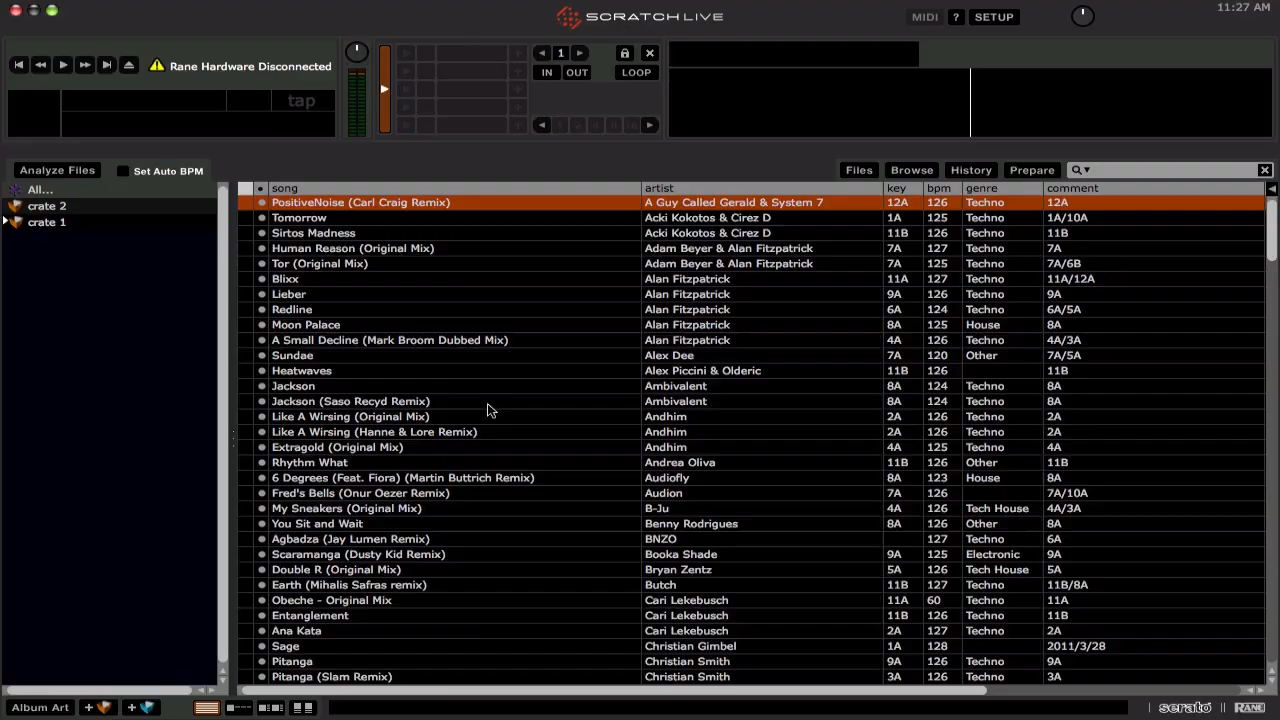 11:27 AM
SCRATCH LIVE
MIDI ? SETUP
Rane Hardware Disconnected
1
IN OUT LOOP
tap
Analyze Files Set Auto BPM
Files Browse History Prepare
All...
crate 2
crate 1
song artist key bpm genre comment
PositiveNoise (Carl Craig Remix) A Guy Called Gerald & System 7 12A 126 Techno 12A
Tomorrow Acki Kokotos & Cirez D 1A 125 Techno 1A/10A
Sirtos Madness Acki Kokotos & Cirez D 11B 126 Techno 11B
Human Reason (Original Mix) Adam Beyer & Alan Fitzpatrick 7A 127 Techno 7A
Tor (Original Mix) Adam Beyer & Alan Fitzpatrick 7A 125 Techno 7A/6B
Blixx Alan Fitzpatrick 11A 127 Techno 11A/12A
Lieber Alan Fitzpatrick 9A 126 Techno 9A
Redline Alan Fitzpatrick 6A 124 Techno 6A/5A
Moon Palace Alan Fitzpatrick 8A 125 House 8A
A Small Decline (Mark Broom Dubbed Mix) Alan Fitzpatrick 4A 126 Techno 4A/3A
Sundae Alex Dee 7A 120 Other 7A/5A
Heatwaves Alex Piccini & Olderic 11B 126 11B
Jackson Ambivalent 8A 124 Techno 8A
Jackson (Saso Recyd Remix) Ambivalent 8A 124 Techno 8A
Like A Wirsing (Original Mix) Andhim 2A 126 Techno 2A
Like A Wirsing (Hanne & Lore Remix) Andhim 2A 126 Techno 2A
Extragold (Original Mix) Andhim 4A 125 Techno 4A
Rhythm What Andrea Oliva 11B 126 Other 11B
6 Degrees (Feat. Fiora) (Martin Buttrich Remix) Audiofly 8A 123 House 8A
Fred's Bells (Onur Oezer Remix) Audion 7A 126 7A/10A
My Sneakers (Original Mix) B-Ju 4A 126 Tech House 4A/3A
You Sit and Wait Benny Rodrigues 8A 126 Other 8A
Agbadza (Jay Lumen Remix) BNZO 127 Techno 6A
Scaramanga (Dusty Kid Remix) Booka Shade 9A 125 Electronic 9A
Double R (Original Mix) Bryan Zentz 5A 126 Tech House 5A
Earth (Mihalis Safras remix) Butch 11B 127 Techno 11B/8A
Obeche - Original Mix Cari Lekebusch 11A 60 Techno 11A
Entanglement Cari Lekebusch 11B 126 Techno 11B
Ana Kata Cari Lekebusch 2A 127 Techno 2A
Sage Christian Gimbel 1A 128 2011/3/28
Pitanga Christian Smith 9A 126 Techno 9A
Pitanga (Slam Remix) Christian Smith 3A 126 Techno 3A
Album Art serato RANE